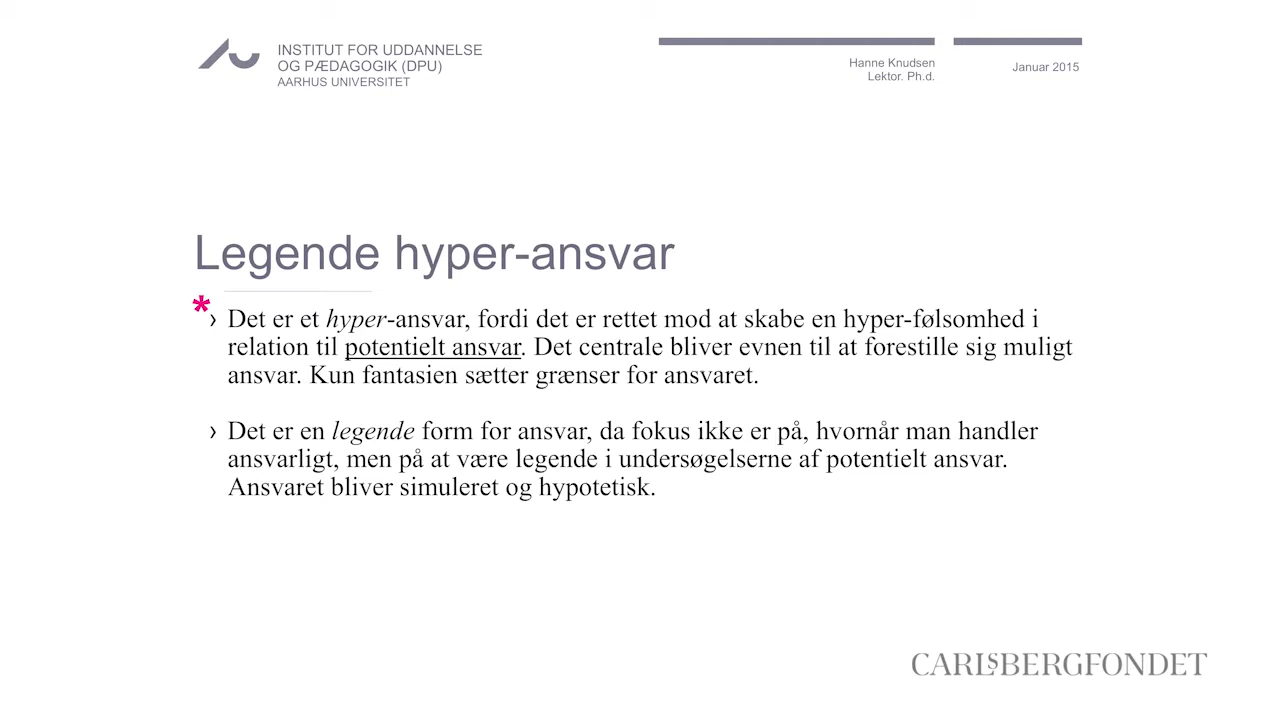 INSTITUT FOR UDDANNELSE
OG PÆDAGOGIK (DPU)
AARHUS UNIVERSITET
Hanne Knudsen
Lektor. Ph.d.
Januar 2015
Legende hyper-ansvar
*
› Det er et hyper-ansvar, fordi det er rettet mod at skabe en hyper-følsomhed i
relation til potentielt ansvar. Det centrale bliver evnen til at forestille sig muligt
ansvar. Kun fantasien sætter grænser for ansvaret.
› Det er en legende form for ansvar, da fokus ikke er på, hvornår man handler
ansvarligt, men på at være legende i undersøgelserne af potentielt ansvar.
Ansvaret bliver simuleret og hypotetisk.
CARLSBERGFONDET